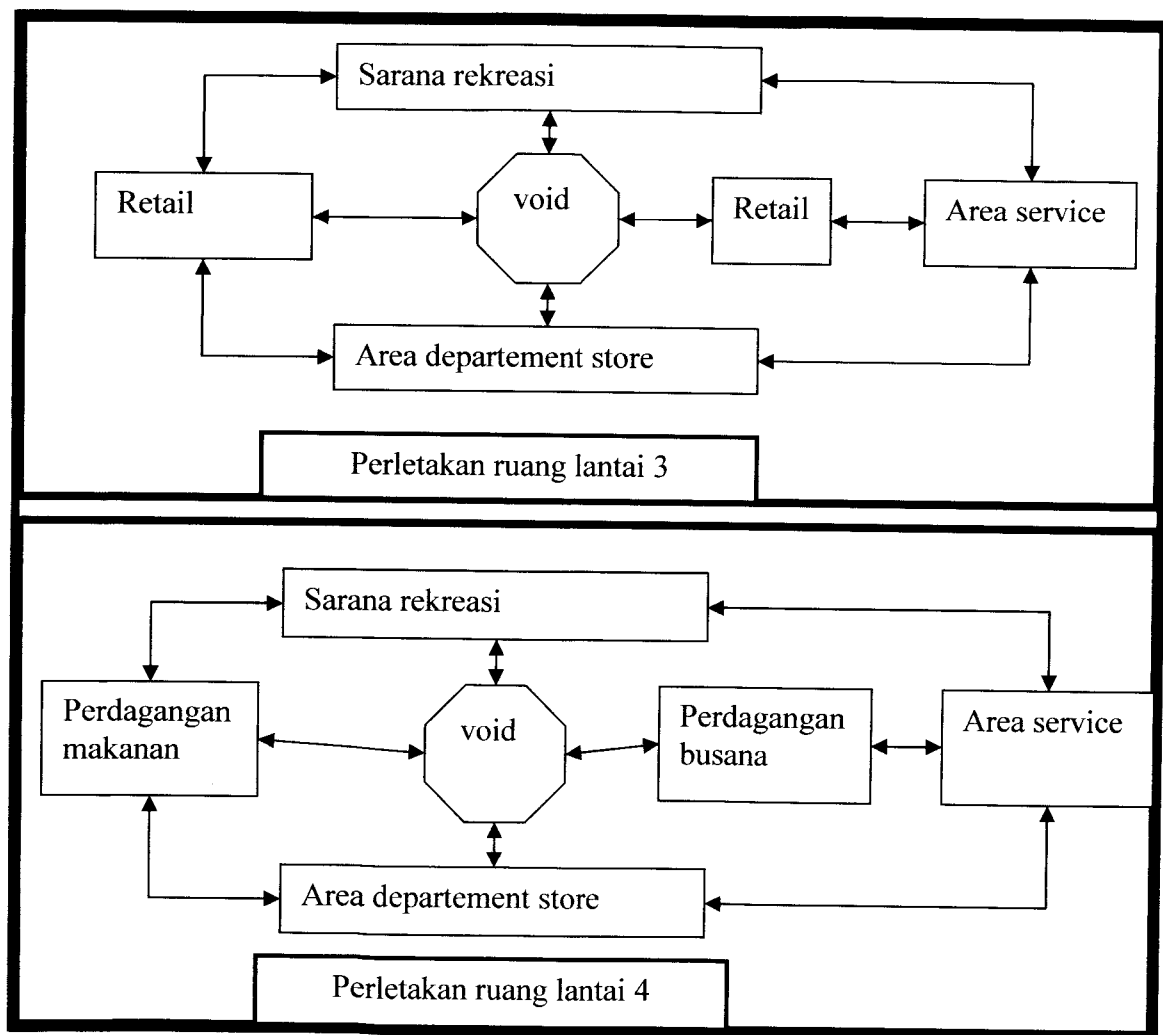 Sarana rekreasi
Retail
void
Retail
Area service
Area departement store
Perletakan ruang lantai 3
Sarana rekreasi
Perdagangan
makanan
void
Perdagangan
busana
Area service
Area departement store
Perletakan ruang lantai 4